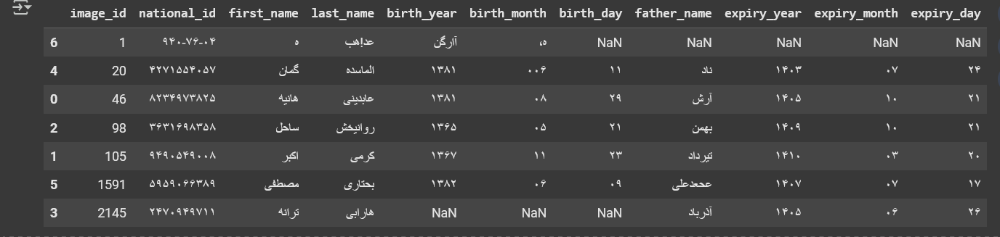 image_id national_id first_name last_name birth_year birth_month birth_day father_name expiry_year expiry_month expiry_day
6 1 ۹۴۰-۷۶-۰۴ ه عد!هب آارگن ه، NaN NaN NaN NaN NaN
4 20 ۴۲۷۱۵۵۴۰۵۷ گمان الماسده ۱۳۸۱ ۰۰۶ ۱۱ ناد ۱۴۰۳ ۰۷ ۲۴
0 46 ۸۲۳۴۹۷۳۸۲۵ هانیه عابدینی ۱۳۸۱ ۰۸ ۲۹ آرش ۱۴۰۵ ۱۰ ۲۱
2 98 ۳۶۳۱۶۹۸۳۵۸ ساحل روانبخش ۱۳۶۵ ۰۵ ۲۱ بهمن ۱۴۰۹ ۱۰ ۲۱
1 105 ۹۴۹۰۵۴۹۰۰۸ اکبر کرمی ۱۳۶۷ ۱۱ ۲۳ تیرداد ۱۴۱۰ ۰۳ ۲۰
5 1591 ۵۹۵۹۰۶۶۳۸۹ مصطفی بحتاری ۱۳۸۲ ۰۶ ۰۹ عحعدعلی ۱۴۰۷ ۰۷ ۱۷
3 2145 ۲۴۷۰۹۴۹۷۱۱ ترانه هارابی NaN NaN NaN آذرباد ۱۴۰۵ ۰۶ ۲۶